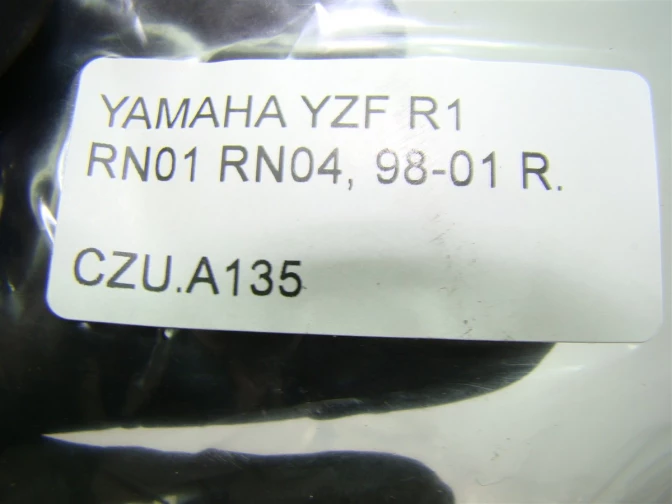 YAMAHA YZF R1
RN01 RN04, 98-01 R.
CZU.A135